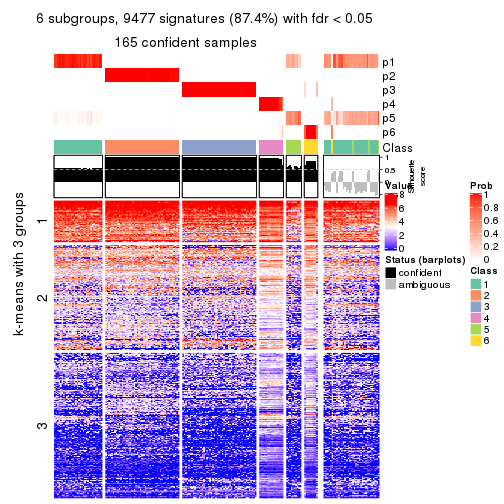 6 subgroups, 9477 signatures (87.4%) with fdr < 0.05
165 confident samples
p1
p2
p3
p4
p5
p6
Class
1
0.5
0
Silhouette
score
k-means with 3 groups
1
2
3
Value
8
6
4
2
0
Status (barplots)
confident
ambiguous
Prob
1
0.8
0.6
0.4
0.2
0
Class
1
2
3
4
5
6